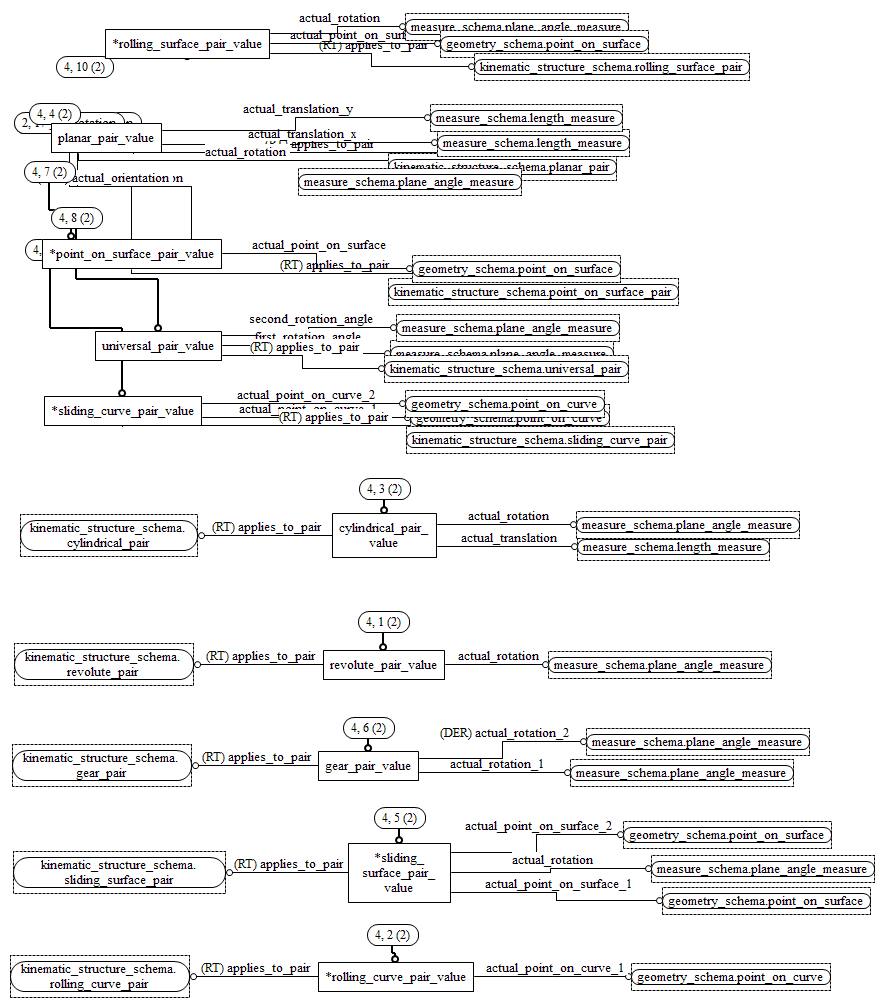 actual_rotation
measure_schema.plane_angle_measure
*rolling_surface_pair_value
(RT) applies_to_pair
geometry_schema.point_on_surface
4, 10 (2)
kinematic_structure_schema.rolling_surface_pair
4, 4 (2)
actual_translation_y
measure_schema.length_measure
planar_pair_value
actual_translation_x
measure_schema.length_measure
applies_to_pair
actual_rotation
kinematic_structure_schema.planar_pair
4, 7 (2)
actual_orientation
measure_schema.plane_angle_measure
4, 8 (2)
4,
*point_on_surface_pair_value
actual_point_on_surface
(RT) applies_to_pair
geometry_schema.point_on_surface
kinematic_structure_schema.point_on_surface_pair
second_rotation_angle
measure_schema.plane_angle_measure
first_rotation_angle
universal_pair_value
(RT) applies_to_pair
measure_schema.plane_angle_measure
kinematic_structure_schema.universal_pair
actual_point_on_curve_2
geometry_schema.point_on_curve
*sliding_curve_pair_value
actual_point_on_curve_1
(RT) applies_to_pair
geometry_schema.point_on_curve
kinematic_structure_schema.sliding_curve_pair
4, 3 (2)
kinematic_structure_schema.
cylindrical_pair
(RT) applies_to_pair
cylindrical_pair_
value
actual_rotation
measure_schema.plane_angle_measure
actual_translation
measure_schema.length_measure
4, 1 (2)
kinematic_structure_schema.
revolute_pair
(RT) applies_to_pair
revolute_pair_value
actual_rotation
measure_schema.plane_angle_measure
4, 6 (2)
kinematic_structure_schema.
gear_pair
(RT) applies_to_pair
gear_pair_value
(DER) actual_rotation_2
measure_schema.plane_angle_measure
actual_rotation_1
measure_schema.plane_angle_measure
4, 5 (2)
kinematic_structure_schema.
sliding_surface_pair
(RT) applies_to_pair
*sliding_
surface_pair_
value
actual_point_on_surface_2
geometry_schema.point_on_surface
actual_rotation
measure_schema.plane_angle_measure
actual_point_on_surface_1
geometry_schema.point_on_surface
4, 2 (2)
kinematic_structure_schema.
rolling_curve_pair
(RT) applies_to_pair
*rolling_curve_pair_value
actual_point_on_curve_1
geometry_schema.point_on_curve